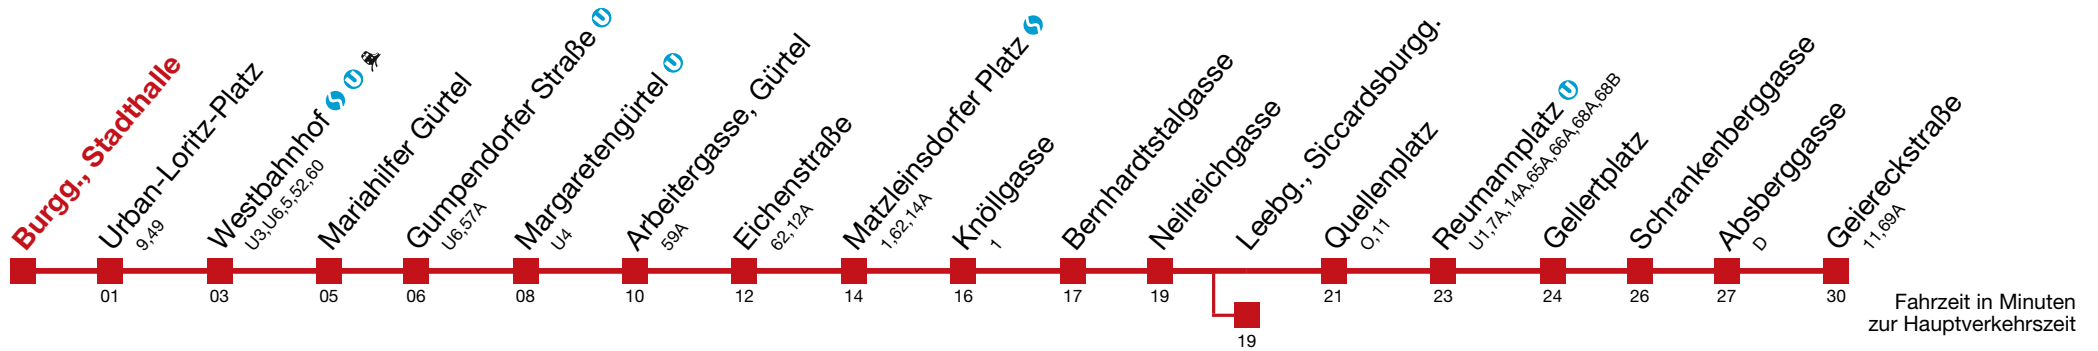 Burgg., Stadthalle
Urban-Loritz-Platz
9,49
Westbahnhof
U3,U6,5,52,60
Mariahilfer Gürtel
Gumpendorfer Straße
U6,57A
Margaretengürtel
U4
Arbeitergasse, Gürtel
59A
Eichenstraße
62,12A
Matzleinsdorfer Platz
1,62,14A
Knöllgasse
1
Bernhardtstalgasse
Neilreichgasse
Leebg., Siccardsburgg.
Quellenplatz
O,11
Reumannplatz
U1,7A,14A,65A,66A,68A,68B
Gellertplatz
Schrankenberggasse
Absberggasse
D
Geiereckstraße
11,69A
01 03 05 06 08 10 12 14 16 17 19 21 23 24 26 27 30
19
Fahrzeit in Minuten
zur Hauptverkehrszeit